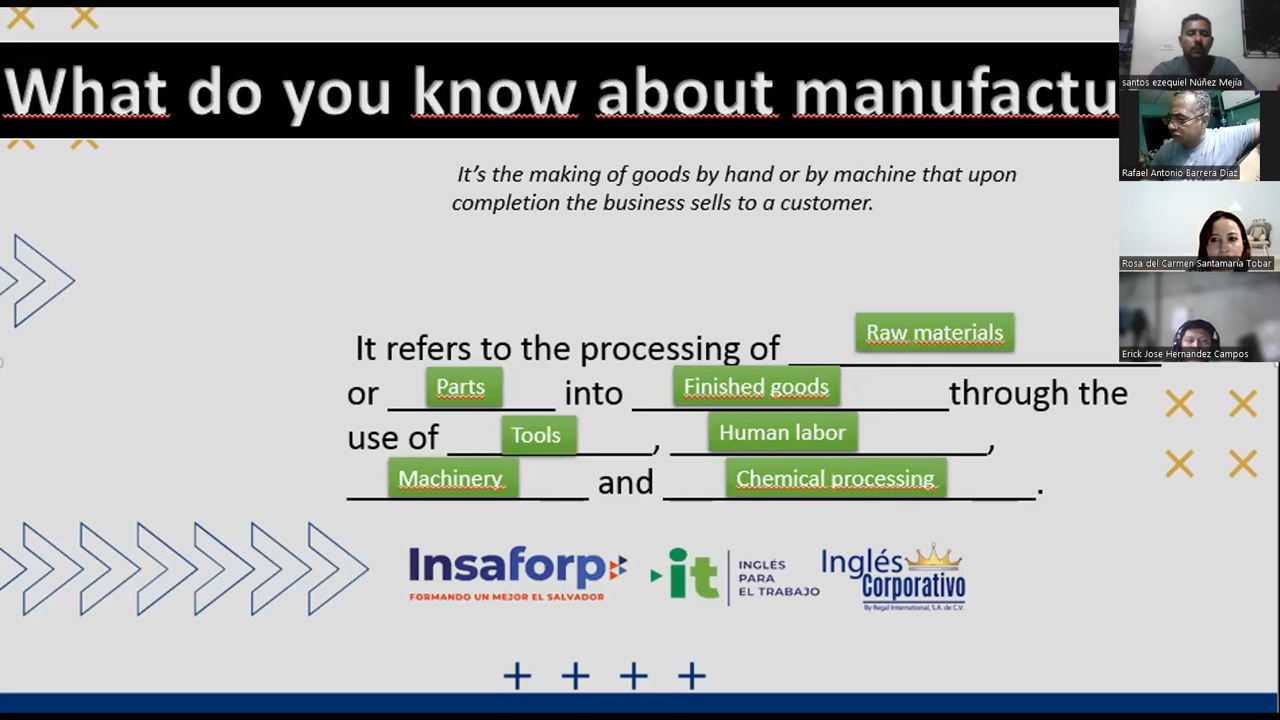 What do you know about manufactu
It's the making of goods by hand or by machine that upon
completion the business sells to a customer.
It refers to the processing of Raw materials
or Parts into Finished goods through the
use of Tools, Human labor,
Machinery and Chemical processing.
Insaforp
FORMANDO UN MEJOR EL SALVADOR
it
INGLÉS
PARA
EL TRABAJO
Inglés
Corporativo
By Regal International, S.A. de C.V.
santos ezequiel Núñez Mejía
Rafael Antonio Barrera Diaz
Rosa del Carmen Santamaría Tobar
Erick Jose Hernandez Campos